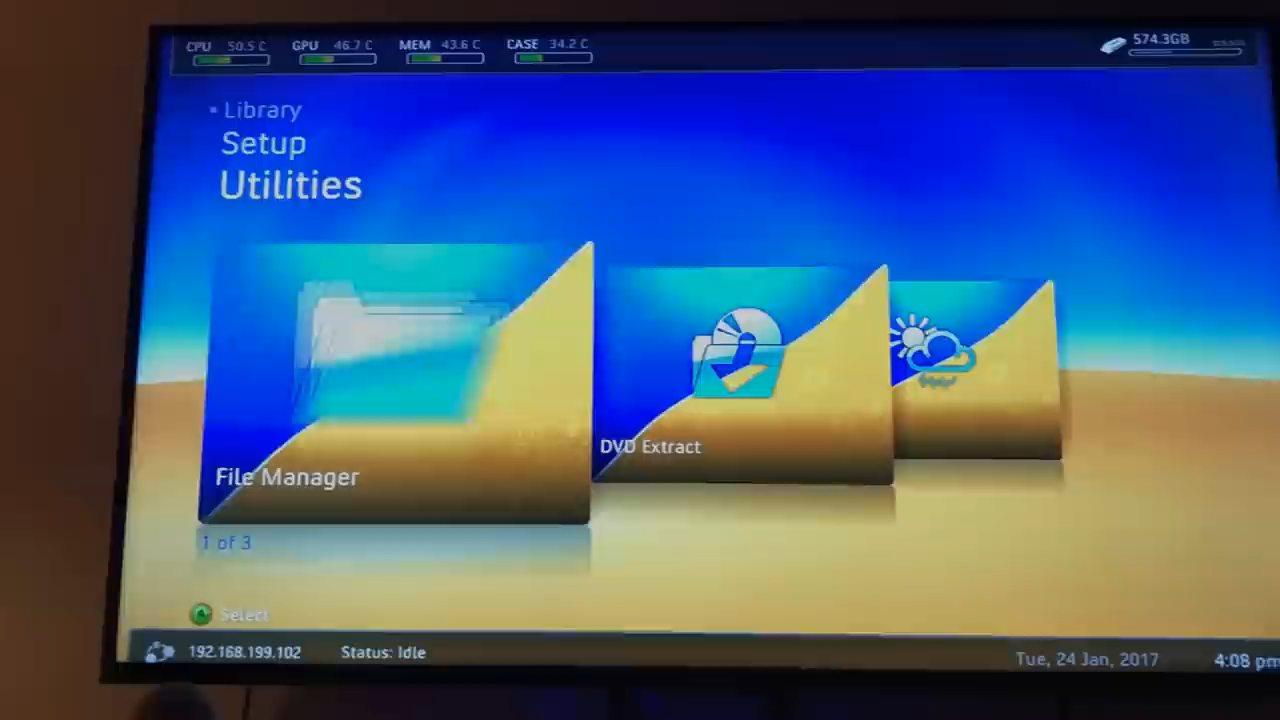 CPU 50.5 C GPU 46.7 C MEM 43.6 C CASE 34.2 C
574.3GB
Library
Setup
Utilities
File Manager
DVD Extract
1 of 3
A Select
192.168.199.102 Status: Idle
Tue, 24 Jan, 2017 4:08 pm